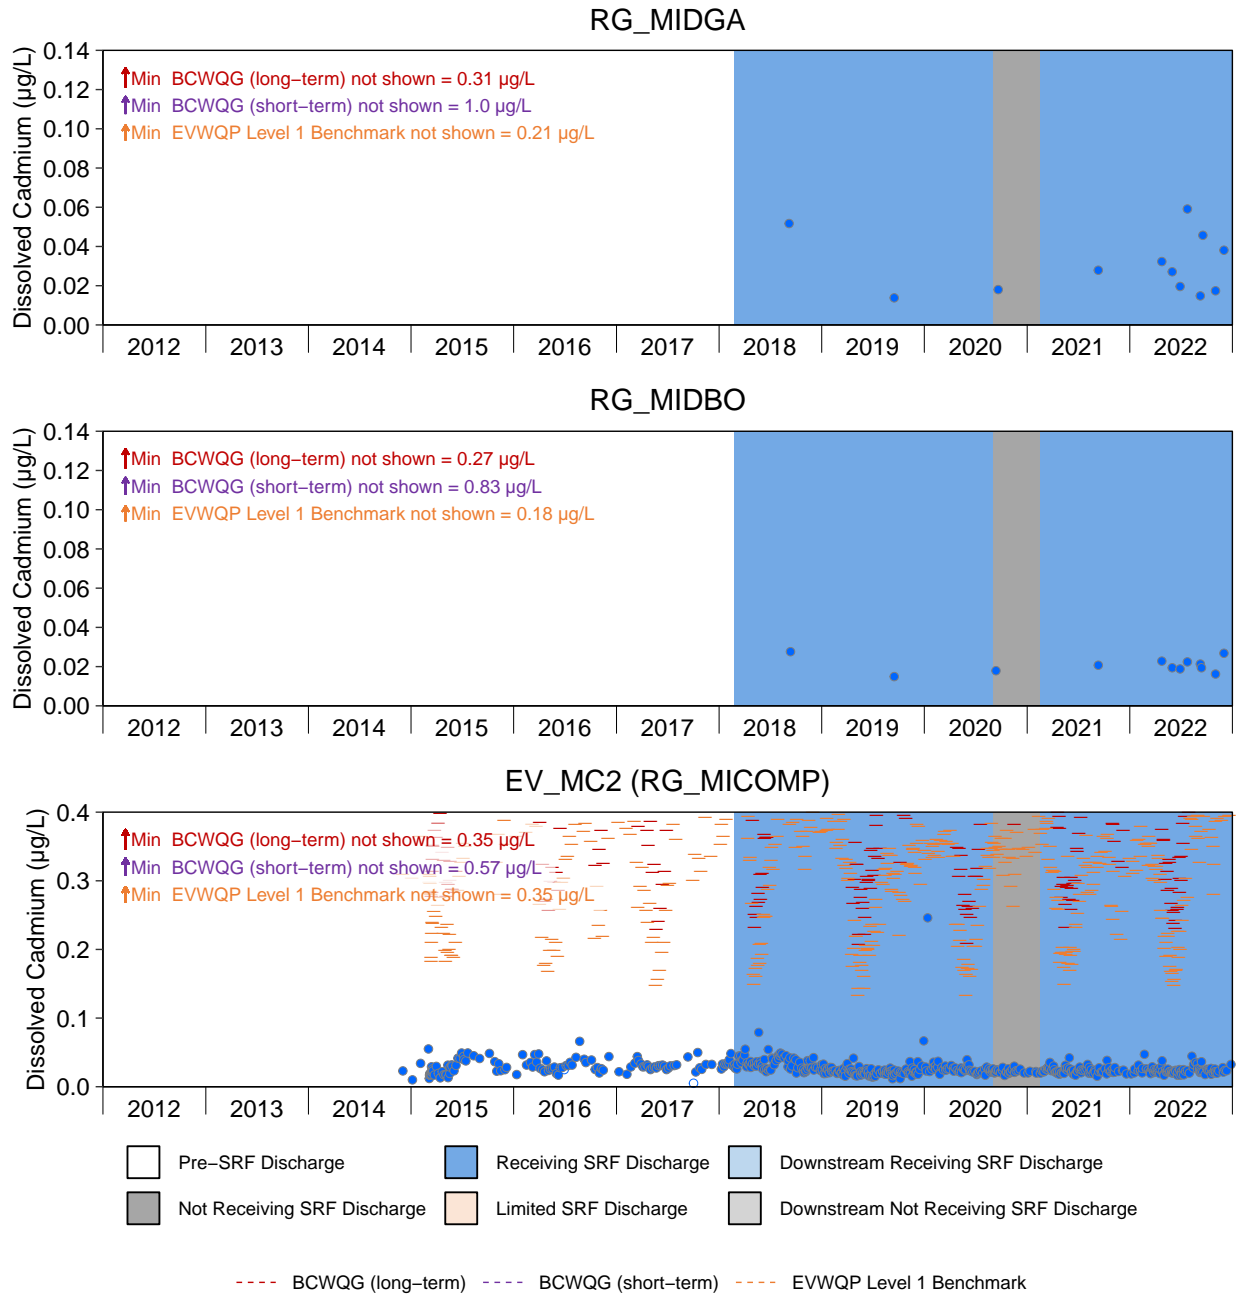 RG_MIDGA
Dissolved Cadmium (µg/L)
0.14
0.12
0.10
0.08
0.06
0.04
0.02
0.00
↑Min BCWQG (long−term) not shown = 0.31 µg/L
↑Min BCWQG (short−term) not shown = 1.0 µg/L
↑Min EVWQP Level 1 Benchmark not shown = 0.21 µg/L
2012 2013 2014 2015 2016 2017 2018 2019 2020 2021 2022
RG_MIDBO
Dissolved Cadmium (µg/L)
0.14
0.12
0.10
0.08
0.06
0.04
0.02
0.00
↑Min BCWQG (long−term) not shown = 0.27 µg/L
↑Min BCWQG (short−term) not shown = 0.83 µg/L
↑Min EVWQP Level 1 Benchmark not shown = 0.18 µg/L
2012 2013 2014 2015 2016 2017 2018 2019 2020 2021 2022
EV_MC2 (RG_MICOMP)
Dissolved Cadmium (µg/L)
0.4
0.3
0.2
0.1
0.0
↑Min BCWQG (long−term) not shown = 0.35 µg/L
↑Min BCWQG (short−term) not shown = 0.57 µg/L
↑Min EVWQP Level 1 Benchmark not shown = 0.35 µg/L
2012 2013 2014 2015 2016 2017 2018 2019 2020 2021 2022
Pre−SRF Discharge Receiving SRF Discharge Downstream Receiving SRF Discharge
Not Receiving SRF Discharge Limited SRF Discharge Downstream Not Receiving SRF Discharge
BCWQG (long−term) BCWQG (short−term) EVWQP Level 1 Benchmark